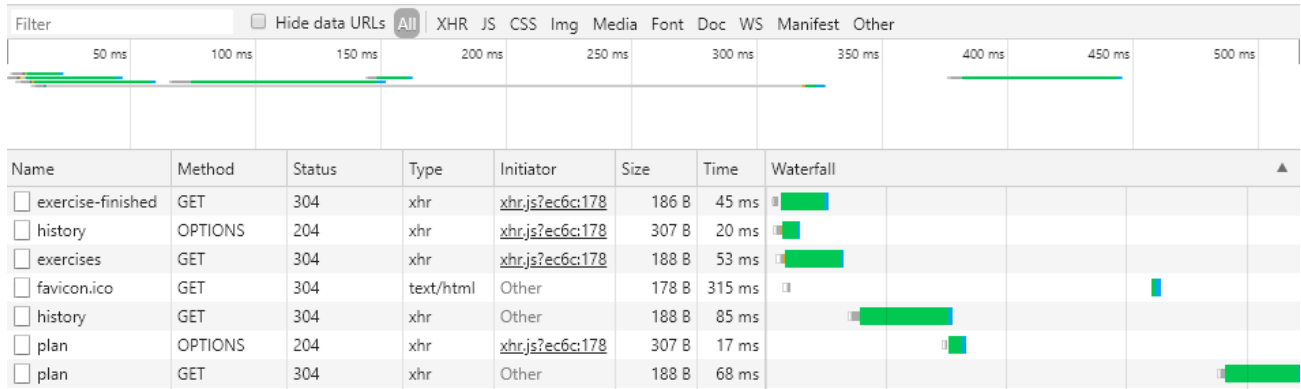 Filter Hide data URLs All XHR JS CSS Img Media Font Doc WS Manifest Other
50 ms 100 ms 150 ms 200 ms 250 ms 300 ms 350 ms 400 ms 450 ms 500 ms
Name Method Status Type Initiator Size Time Waterfall
exercise-finished GET 304 xhr xhr.js?ec6c:178 186 B 45 ms
history OPTIONS 204 xhr xhr.js?ec6c:178 307 B 20 ms
exercises GET 304 xhr xhr.js?ec6c:178 188 B 53 ms
favicon.ico GET 304 text/html Other 178 B 315 ms
history GET 304 xhr Other 188 B 85 ms
plan OPTIONS 204 xhr xhr.js?ec6c:178 307 B 17 ms
plan GET 304 xhr Other 188 B 68 ms